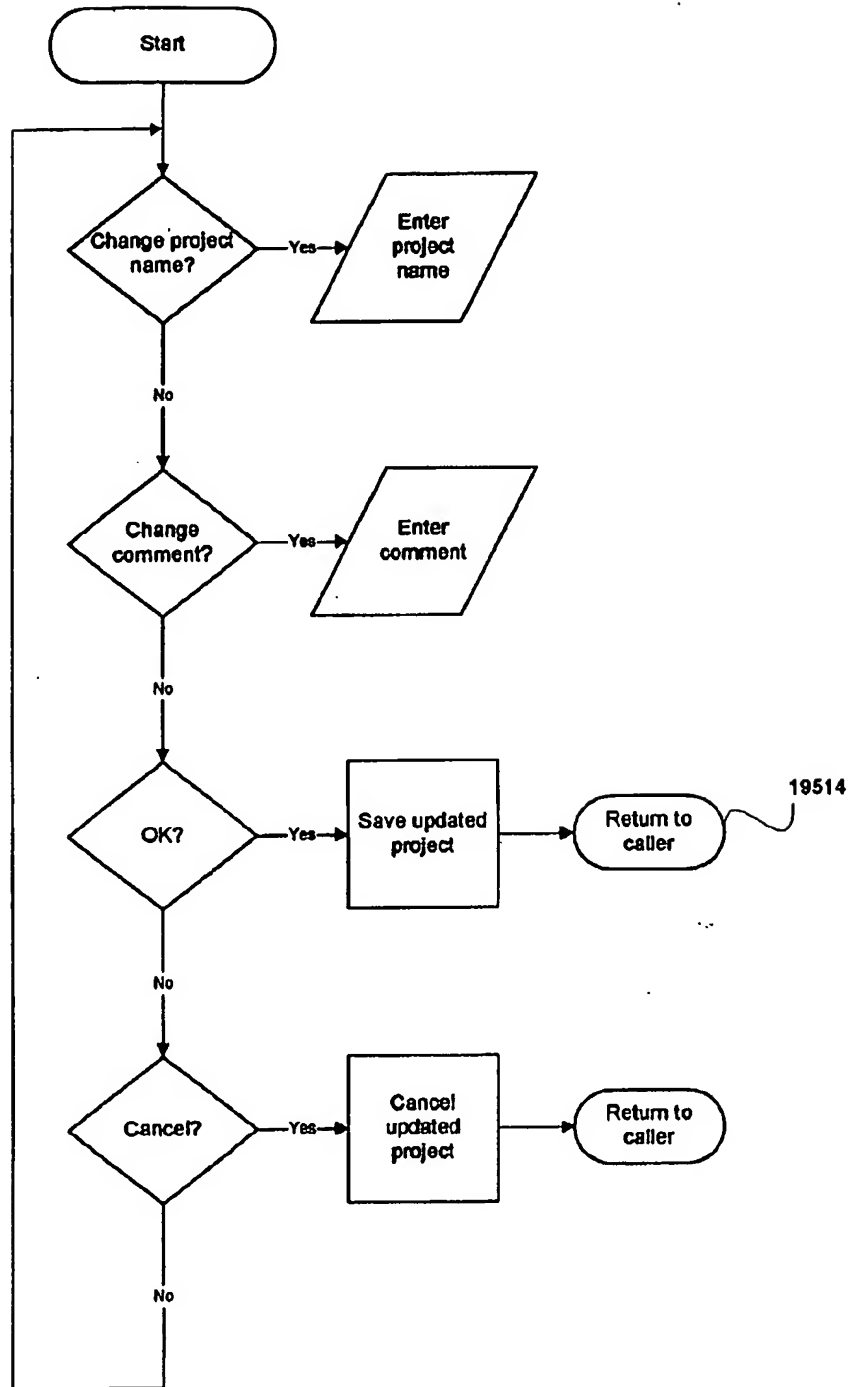 Start
Change project
name?
Yes
Enter
project
name
No
Change
comment?
Yes
Enter
comment
No
OK?
Yes
Save updated
project
Return to
caller
19514
No
Cancel?
Yes
Cancel
updated
project
Return to
caller
No